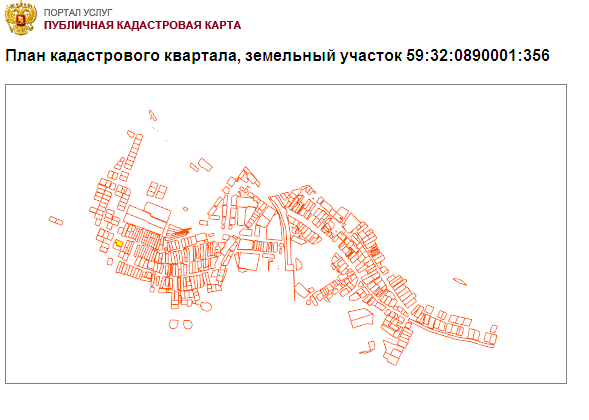 ПОРТАЛ УСЛУГ
ПУБЛИЧНАЯ КАДАСТРОВАЯ КАРТА
План кадастрового квартала, земельный участок 59:32:0890001:356